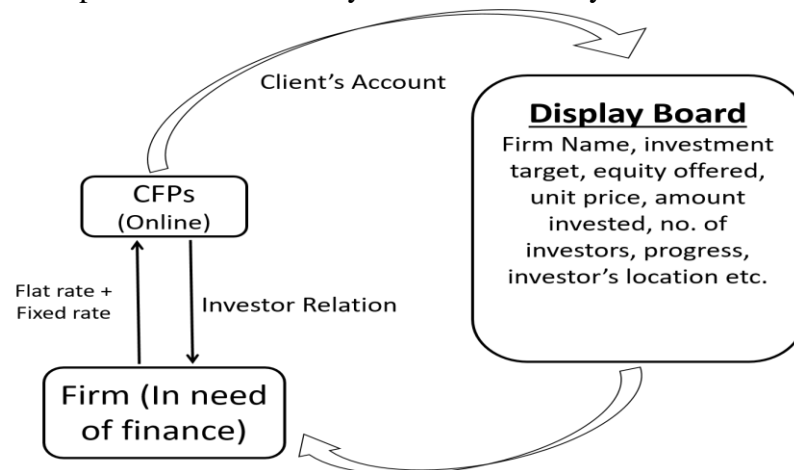 Client's Account
Display Board
Firm Name, investment
target, equity offered,
unit price, amount
invested, no. of
investors, progress,
investor's location etc.
CFPs
(Online)
Flat rate +
Fixed rate
Investor Relation
Firm (In need
of finance)